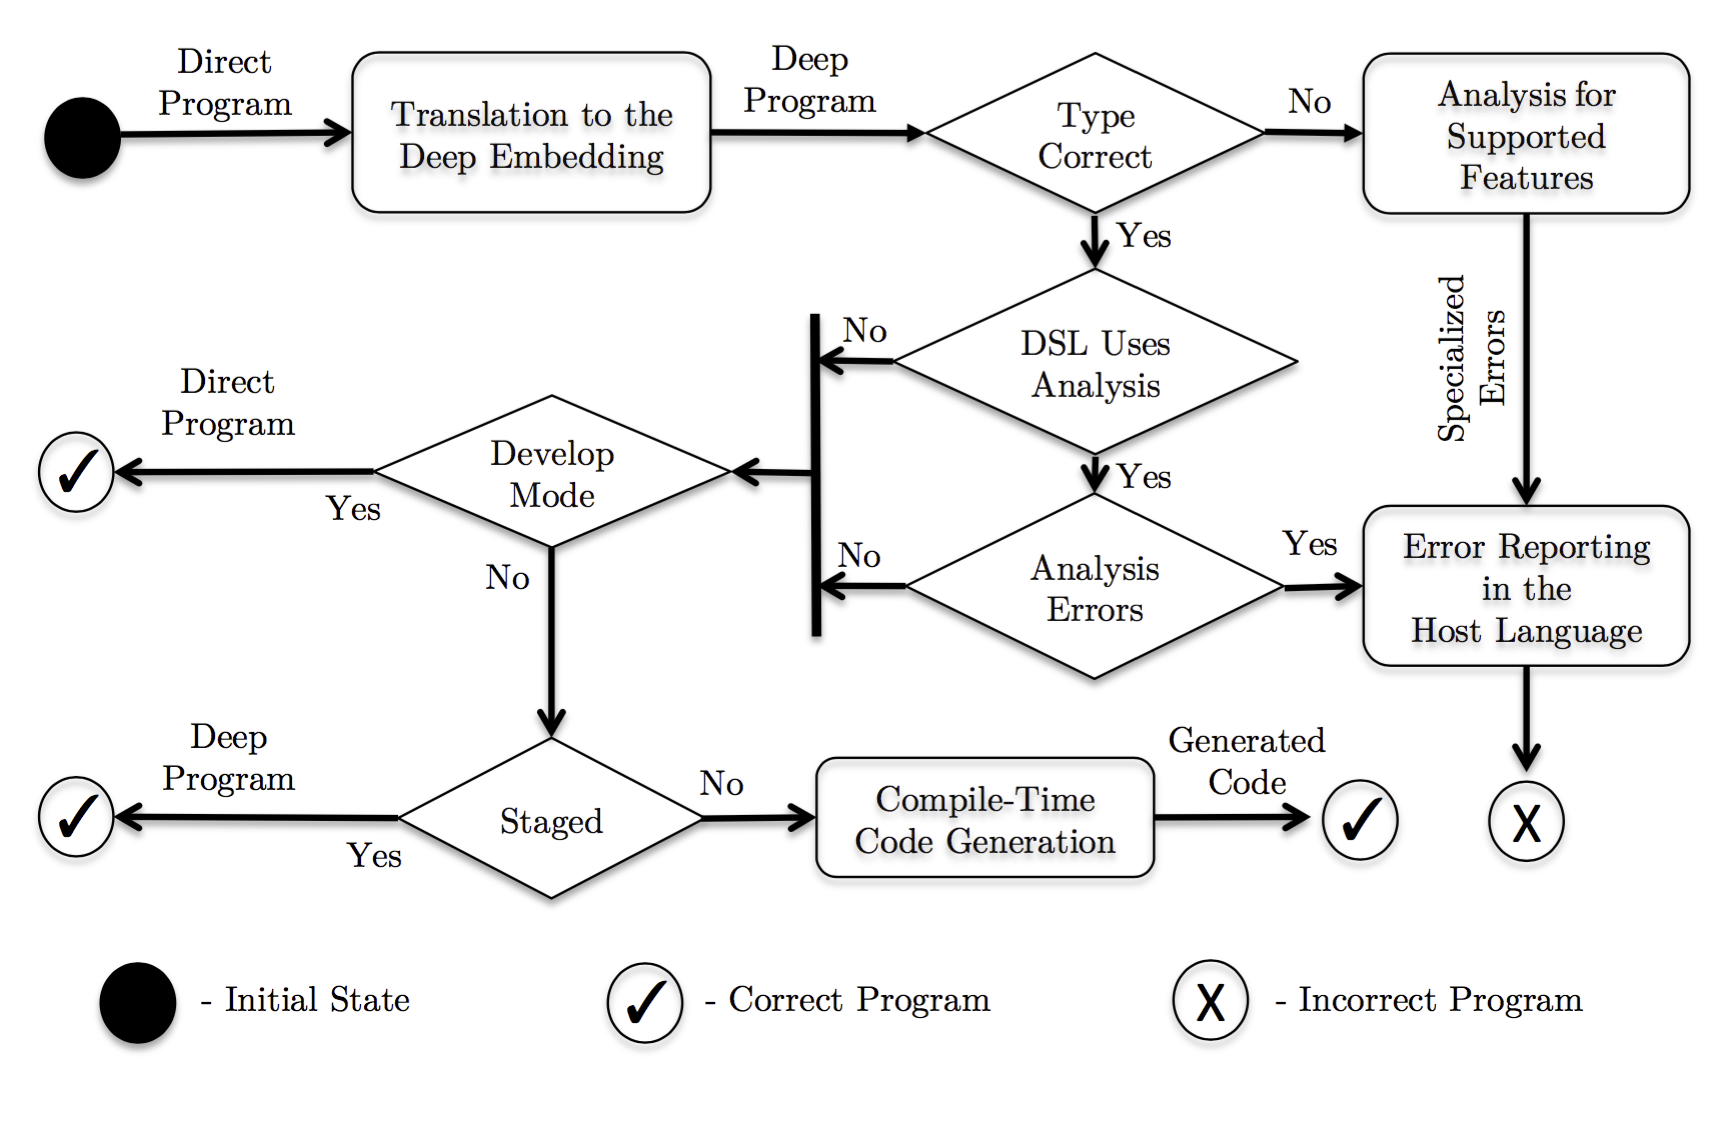 Direct
Program
Translation to the
Deep Embedding
Deep
Program
Type
Correct
No
Analysis for
Supported
Features
Yes
Specialized
Errors
DSL Uses
Analysis
No
Yes
Direct
Program
Yes
Develop
Mode
No
No
Analysis
Errors
Yes
Error Reporting
in the
Host Language
Deep
Program
Yes
Staged
No
Compile-Time
Code Generation
Generated
Code
✓
✓
✓
X
- Initial State
✓ - Correct Program
X - Incorrect Program